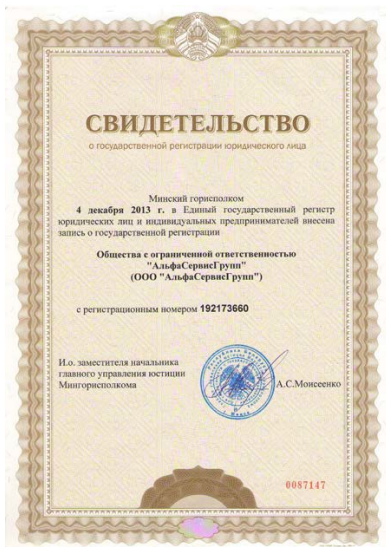 СВИДЕТЕЛЬСТВО
о государственной регистрации юридического лица
Минский горисполком
4 декабря 2013 г. в Единый государственный регистр
юридических лиц и индивидуальных предпринимателей внесена
запись о государственной регистрации
Общества с ограниченной ответственностью
"АльфаСервисГрупп"
(ООО "АльфаСервисГрупп")
с регистрационным номером 192173660
И.о. заместителя начальника
главного управления юстиции
Мингорисполкома
А.С.Моисеенко
0087147